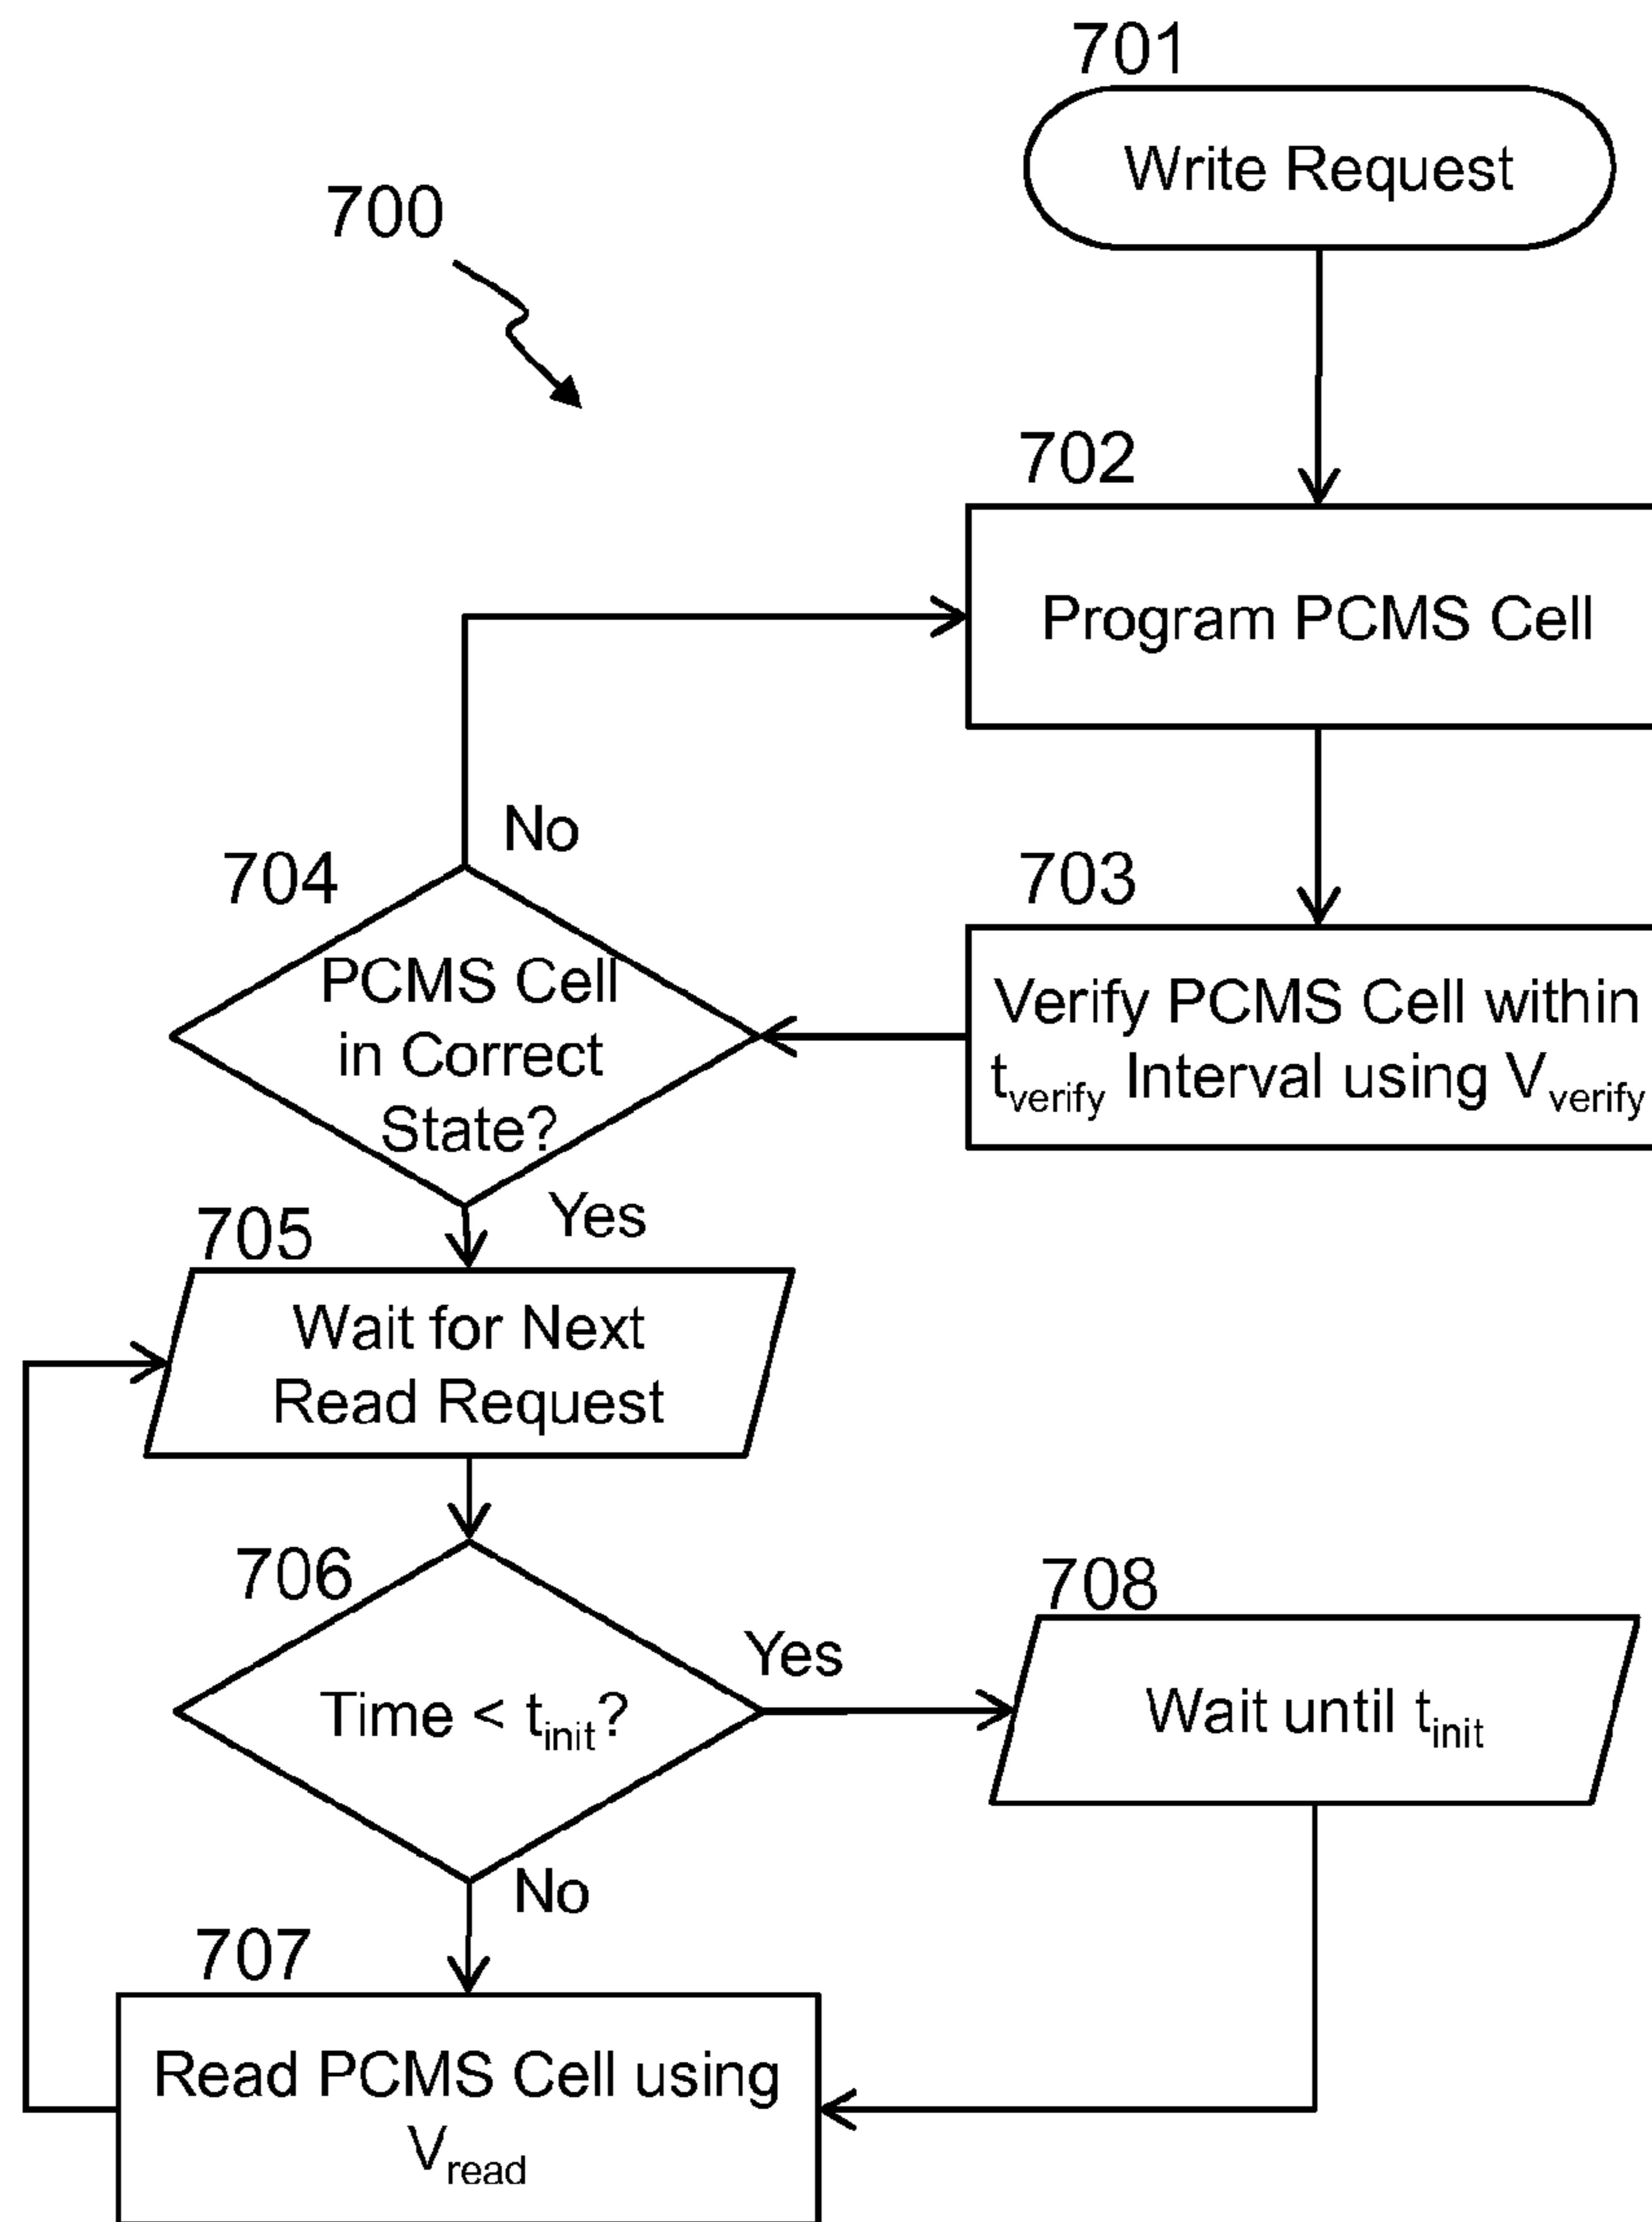 701
Write Request
700
702
Program PCMS Cell
No
704
PCMS Cell
in Correct
State?
703
Verify PCMS Cell within
tverify Interval using Vverify
Yes
705
Wait for Next
Read Request
706
Time < tinit?
Yes
708
Wait until tinit
No
707
Read PCMS Cell using
Vread